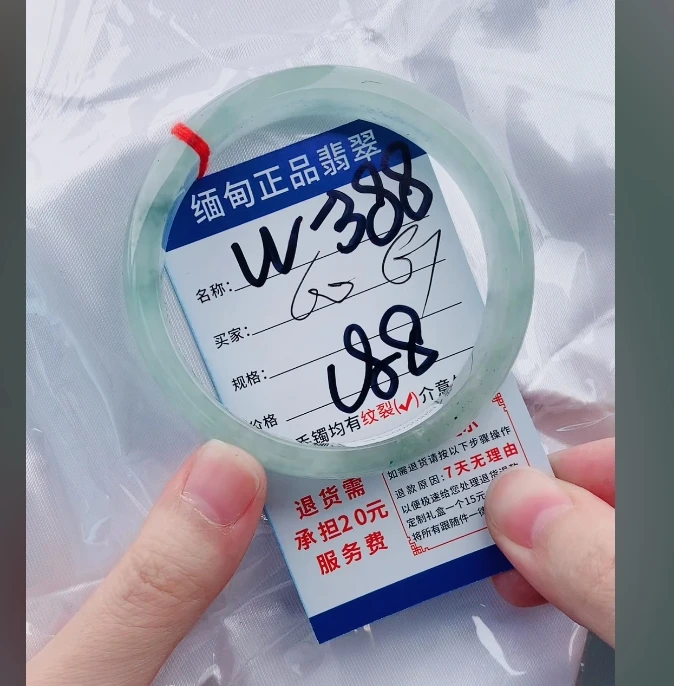 缅甸正品翡翠
名称： W388
买家：
规格：
价格 188
手镯均有纹裂(✓)介意
如需退货请按以下步骤操作
退款原因：7天无理由
以便极速给您处理退货退款
定制礼盒一个15元
将所有跟随件一
退货需
承担20元
服务费